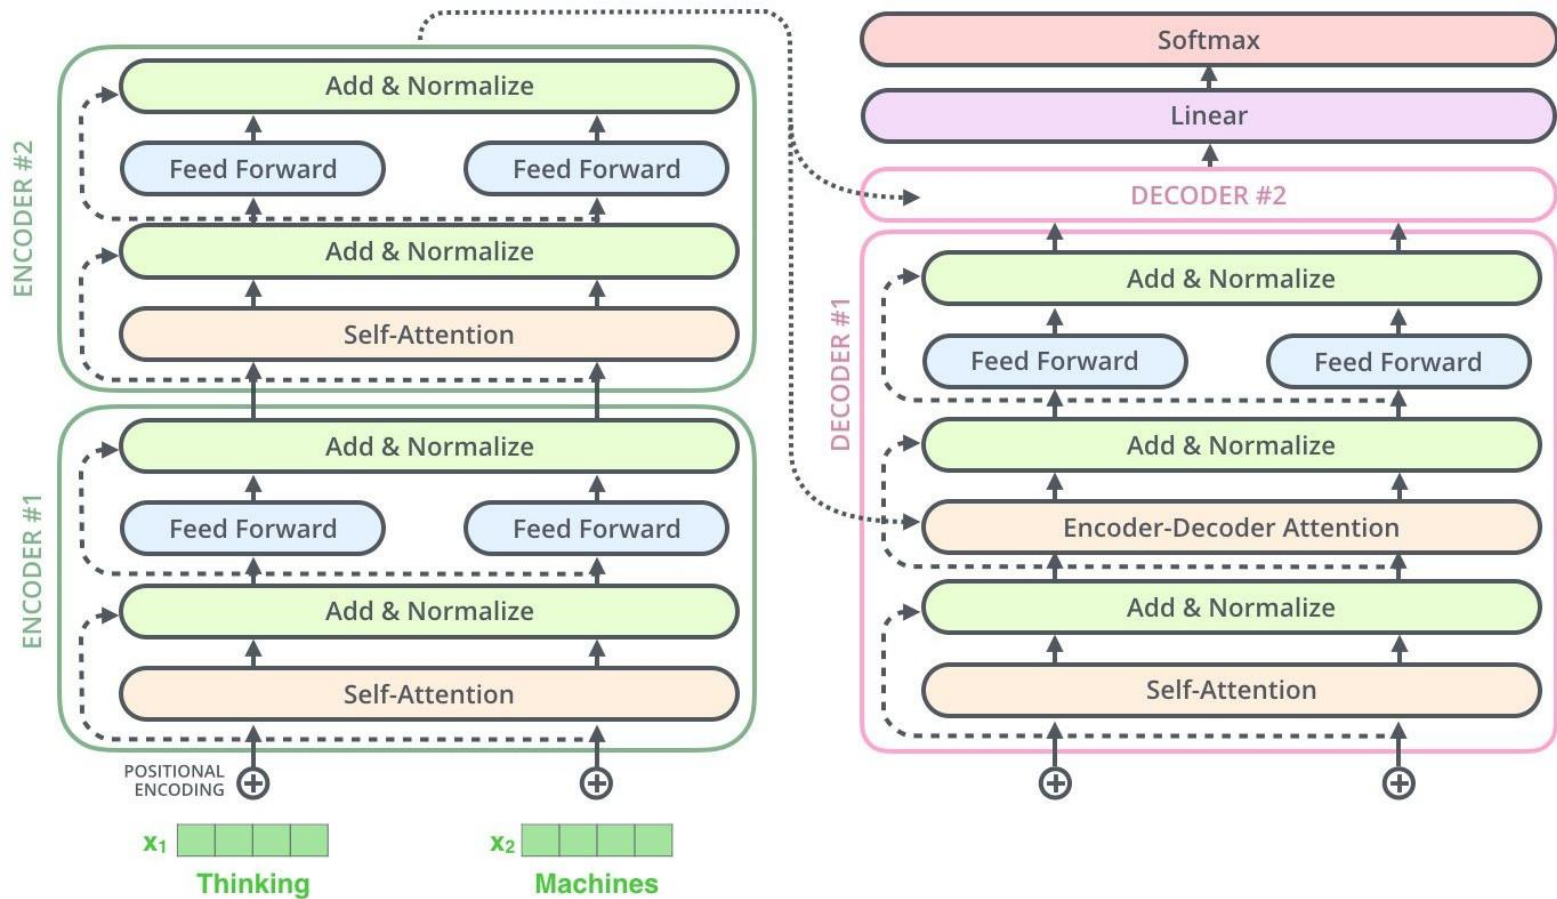 ENCODER #2
Add & Normalize
Feed Forward
Feed Forward
Add & Normalize
Self-Attention
ENCODER #1
Add & Normalize
Feed Forward
Feed Forward
Add & Normalize
Self-Attention
POSITIONAL
ENCODING
x₁
x₂
Thinking
Machines
Softmax
Linear
DECODER #2
DECODER #1
Add & Normalize
Feed Forward
Feed Forward
Add & Normalize
Encoder-Decoder Attention
Add & Normalize
Self-Attention